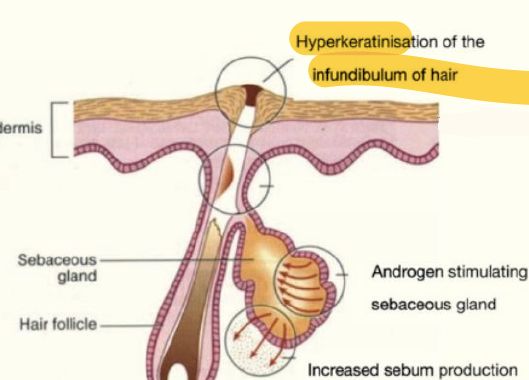 Hyperkeratinisation of the
infundibulum of hair
dermis
Sebaceous
gland
Androgen stimulating
sebaceous gland
Hair follicle
Increased sebum production